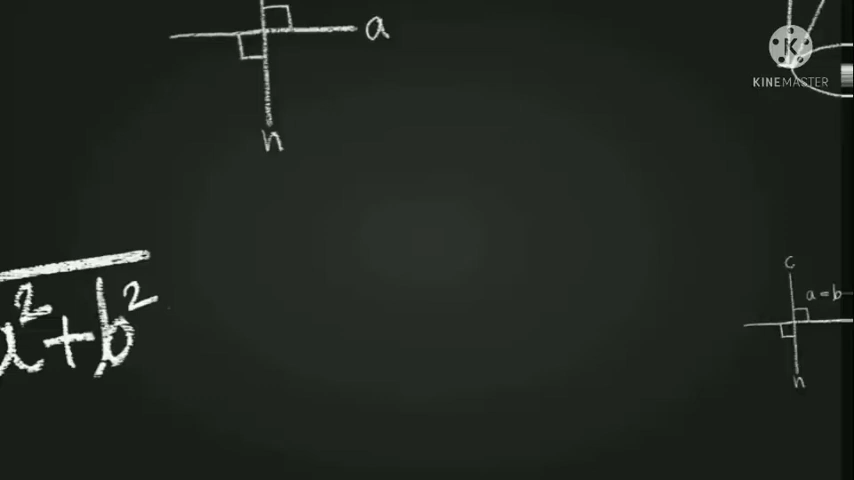 a
KINEMASTER
n
c
a = b
a² + b²
n